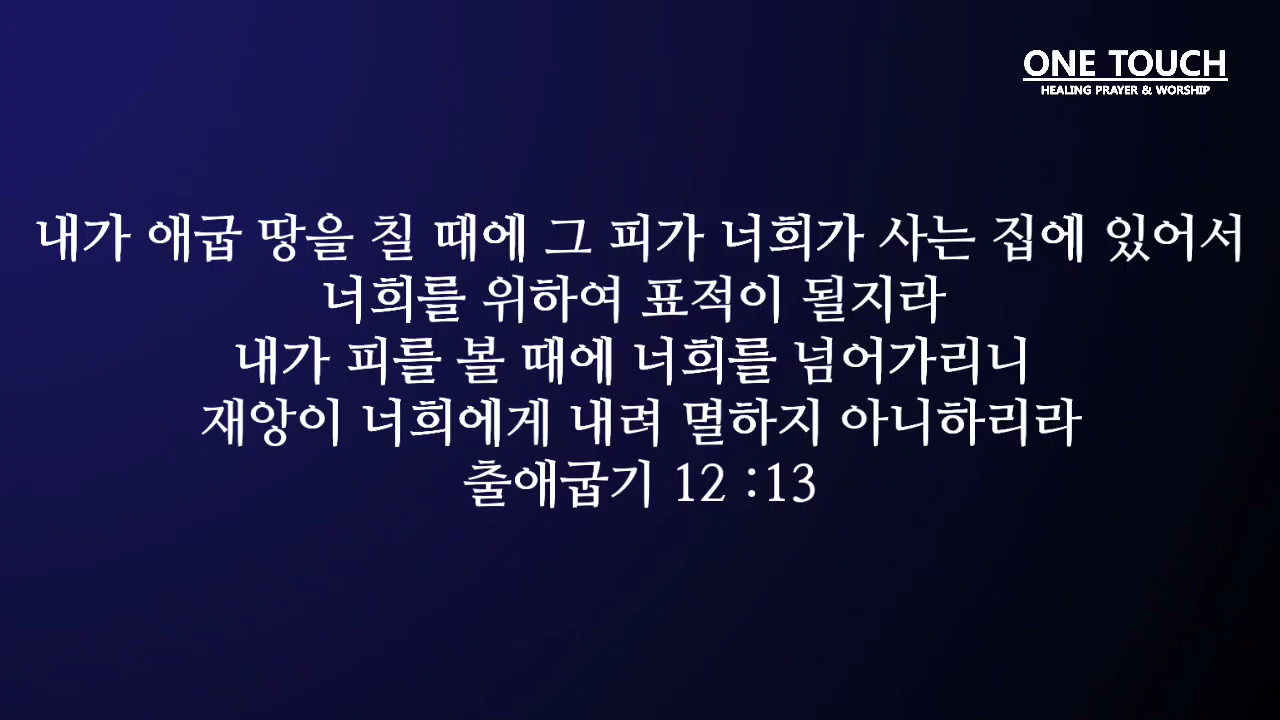 ONE TOUCH
HEALING PRAYER & WORSHIP
내가 애굽 땅을 칠 때에 그 피가 너희가 사는 집에 있어서
너희를 위하여 표적이 될지라
내가 피를 볼 때에 너희를 넘어가리니
재앙이 너희에게 내려 멸하지 아니하리라
출애굽기 12 :13